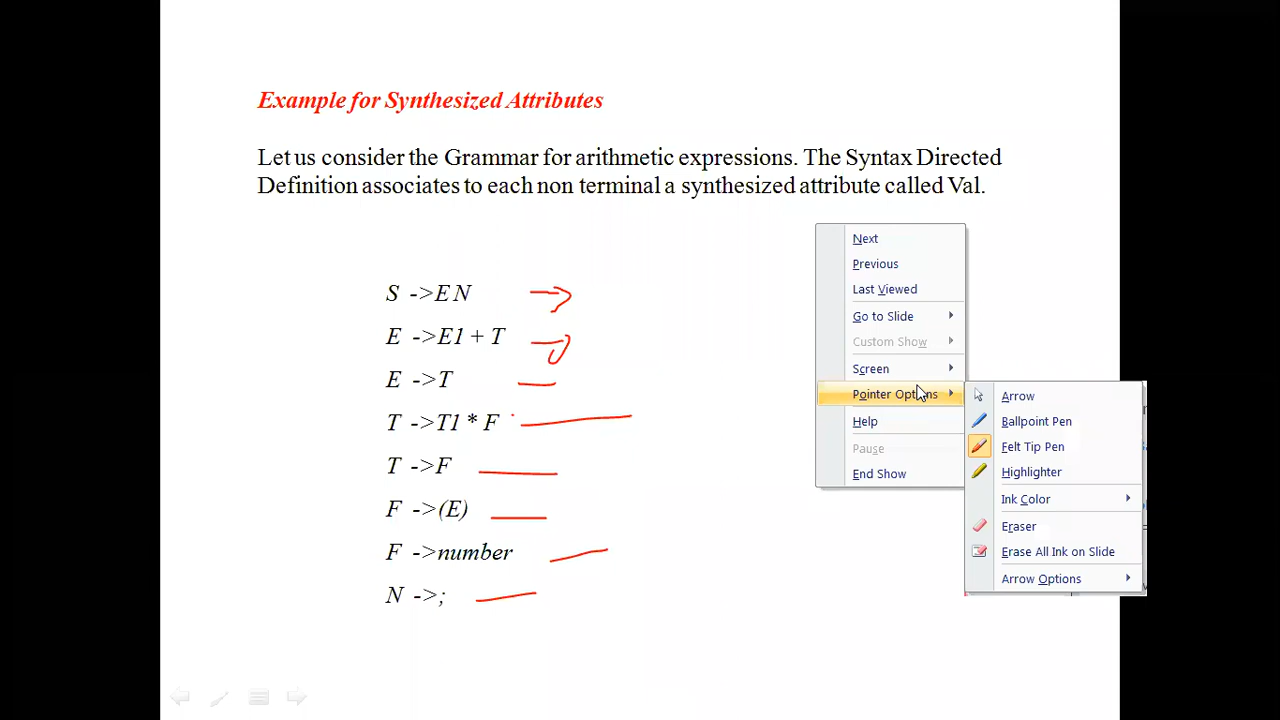 Example for Synthesized Attributes
Let us consider the Grammar for arithmetic expressions. The Syntax Directed
Definition associates to each non terminal a synthesized attribute called Val.
S ->E N
E ->E1 + T
E ->T
T ->T1 * F
T ->F
F ->(E)
F ->number
N ->;
Next
Previous
Last Viewed
Go to Slide
Custom Show
Screen
Pointer Options
Help
Pause
End Show
Arrow
Ballpoint Pen
Felt Tip Pen
Highlighter
Ink Color
Eraser
Erase All Ink on Slide
Arrow Options